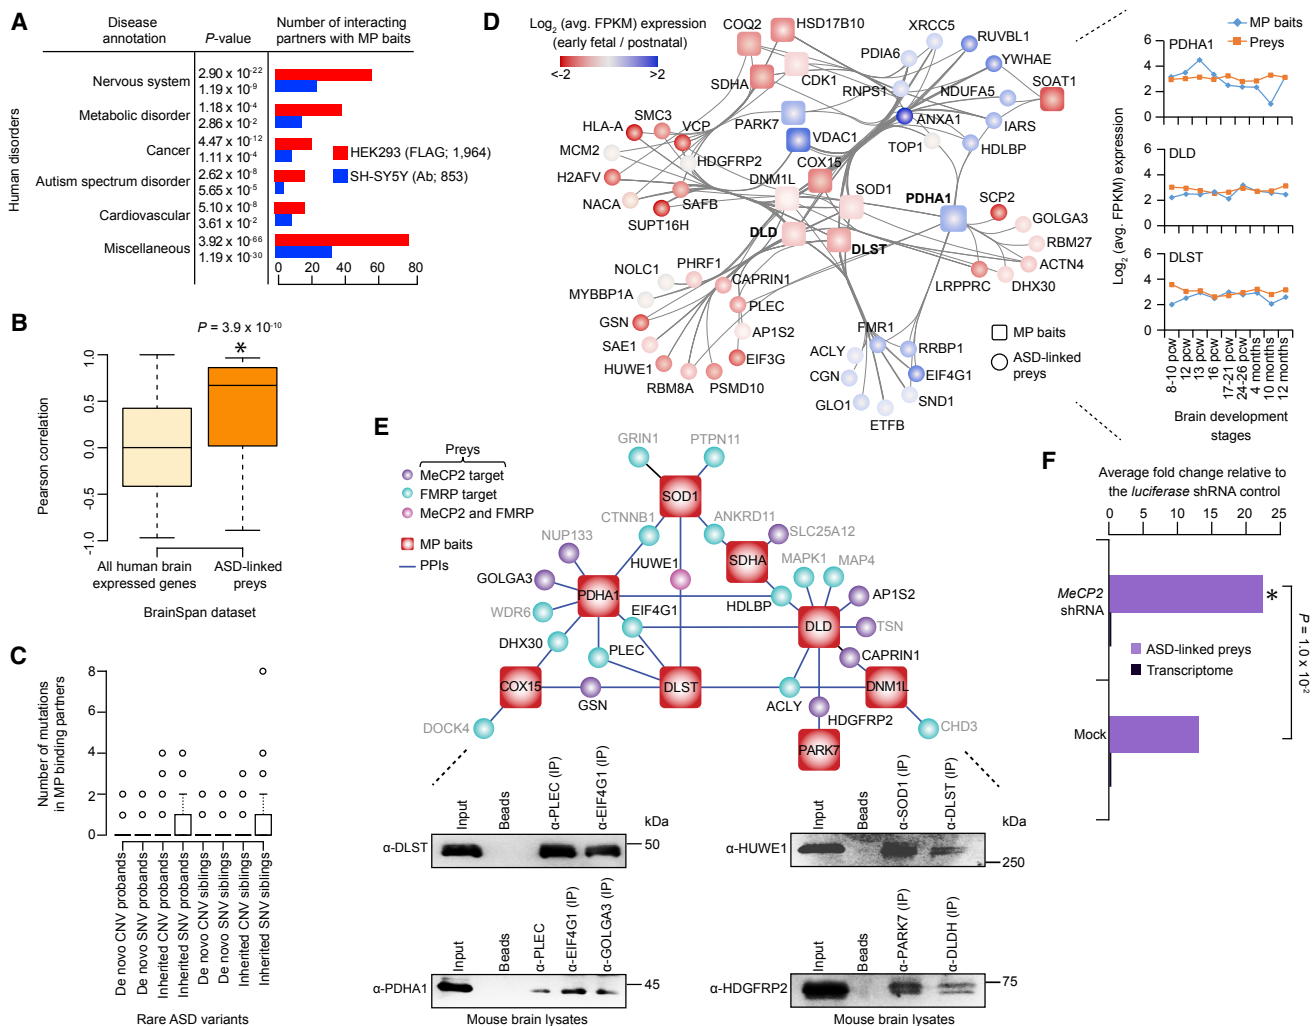 A
Disease annotation
P-value
Number of interacting partners with MP baits
Human disorders
Nervous system
2.90 x 10-22
1.19 x 10-9
Metabolic disorder
1.18 x 10-4
2.86 x 10-2
Cancer
4.47 x 10-12
1.11 x 10-4
Autism spectrum disorder
2.62 x 10-8
5.65 x 10-5
Cardiovascular
5.10 x 10-8
3.61 x 10-2
Miscellaneous
3.92 x 10-66
1.19 x 10-30
HEK293 (FLAG; 1,964)
SH-SY5Y (Ab; 853)
0 20 40 60 80
B
P = 3.9 x 10-10
*
Pearson correlation
1.0
0.5
0.0
-0.5
-1.0
All human brain expressed genes
ASD-linked preys
BrainSpan dataset
C
Number of mutations in MP binding partners
8
6
4
2
0
De novo CNV probands
De novo SNV probands
Inherited CNV probands
Inherited SNV probands
De novo CNV siblings
De novo SNV siblings
Inherited CNV siblings
Inherited SNV siblings
Rare ASD variants
D
Log2 (avg. FPKM) expression
(early fetal / postnatal)
<-2 >2
COQ2
HSD17B10
SDHA
CDK1
PDIA6
XRCC5
RUVBL1
YWHAE
SOAT1
RNPS1
NDUFA5
ANXA1
IARS
TOP1
HDLBP
PARK7
VDAC1
COX15
HLA-A
SMC3
VCP
MCM2
HDGFRP2
H2AFV
NACA
SAFB
SUPT16H
DNM1L
SOD1
PDHA1
DLD
DLST
SCP2
GOLGA3
RBM27
ACTN4
DHX30
LRPPRC
NOLC1
PHRF1
CAPRIN1
MYBBP1A
PLEC
GSN
AP1S2
SAE1
EIF3G
HUWE1
RBM8A
PSMD10
FMR1
ACLY
RRBP1
CGN
EIF4G1
GLO1
SND1
ETFB
MP baits
ASD-linked preys
MP baits
Preys
Log2 (avg. FPKM) expression
PDHA1
6
4
2
0
DLD
6
4
2
0
DLST
6
4
2
0
8-10 pcw
12 pcw
13 pcw
16 pcw
17-21 pcw
24-26 pcw
4 months
10 months
12 months
Brain development stages
E
Preys
MeCP2 target
FMRP target
MeCP2 and FMRP
MP baits
PPIs
GRIN1
PTPN11
SOD1
CTNNB1
ANKRD11
SLC25A12
NUP133
HUWE1
SDHA
MAPK1
MAP4
GOLGA3
PDHA1
EIF4G1
HDLBP
AP1S2
WDR6
DLD
TSN
DHX30
PLEC
CAPRIN1
COX15
GSN
DLST
ACLY
DNM1L
HDGFRP2
DOCK4
PARK7
CHD3
Input
Beads
α-PLEC (IP)
α-EIF4G1 (IP)
kDa
α-DLST
50
Input
Beads
α-SOD1 (IP)
α-DLST (IP)
kDa
α-HUWE1
250
Input
Beads
α-PLEC
α-EIF4G1 (IP)
α-GOLGA3 (IP)
α-PDHA1
45
Mouse brain lysates
Input
Beads
α-PARK7 (IP)
α-DLDH (IP)
α-HDGFRP2
75
Mouse brain lysates
F
Average fold change relative to the luciferase shRNA control
0 5 10 15 20 25
MeCP2 shRNA
*
ASD-linked preys
Transcriptome
Mock
P = 1.0 x 10-2